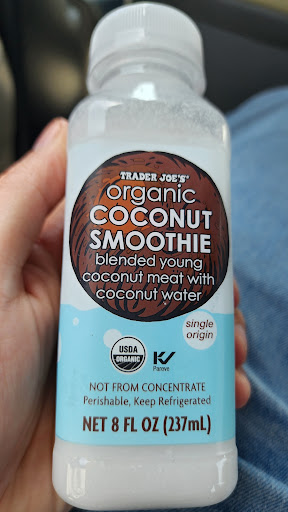 TRADER JOE'S®
organic
COCONUT
SMOOTHIE
blended young
coconut meat with
coconut water
single
origin
USDA
ORGANIC
KV
Pareve
NOT FROM CONCENTRATE
Perishable, Keep Refrigerated
NET 8 FL OZ (237mL)